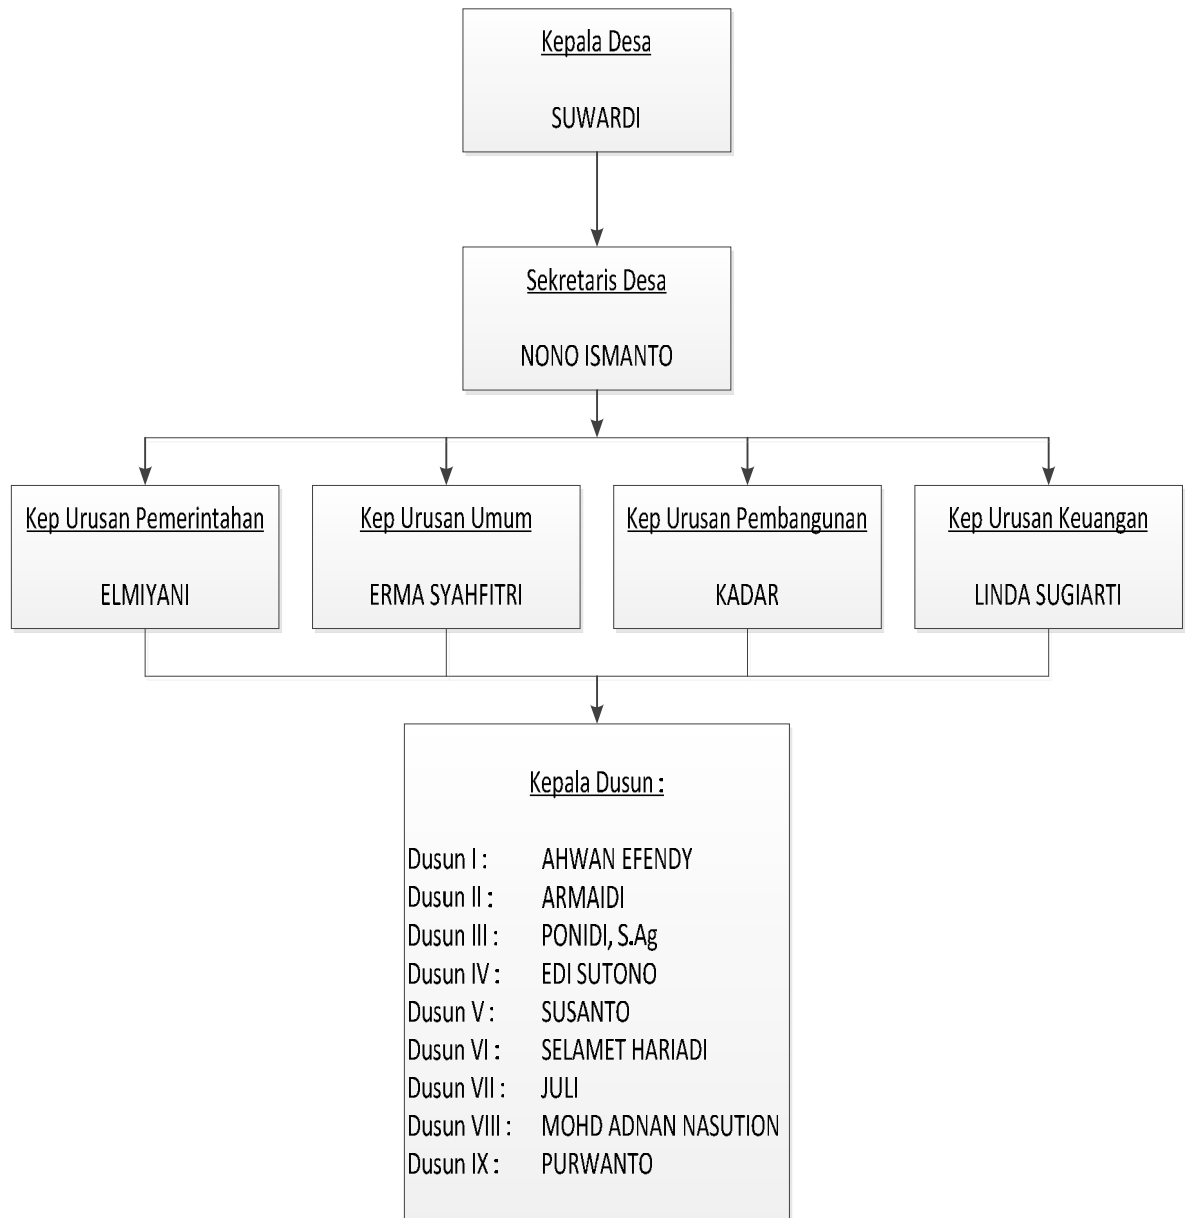 Kepala Desa
SUWARDI
Sekretaris Desa
NONO ISMANTO
Kep Urusan Pemerintahan
ELMIYANI
Kep Urusan Umum
ERMA SYAHFITRI
Kep Urusan Pembangunan
KADAR
Kep Urusan Keuangan
LINDA SUGIARTI
Kepala Dusun :
Dusun I : AHWAN EFENDY
Dusun II : ARMAIDI
Dusun III : PONIDI, S.Ag
Dusun IV : EDI SUTONO
Dusun V : SUSANTO
Dusun VI : SELAMET HARIADI
Dusun VII : JULI
Dusun VIII : MOHD ADNAN NASUTION
Dusun IX : PURWANTO